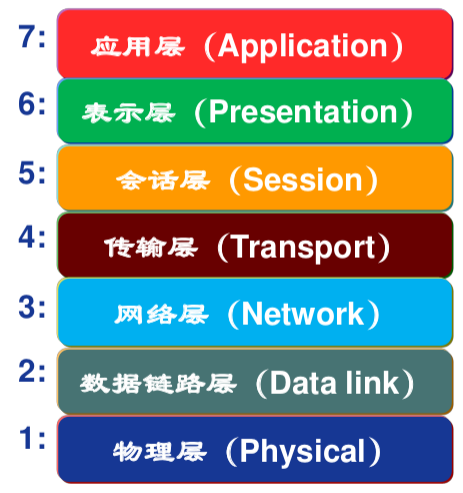 7: 应用层（Application）
6: 表示层（Presentation）
5: 会话层（Session）
4: 传输层（Transport）
3: 网络层（Network）
2: 数据链路层（Data link）
1: 物理层（Physical）